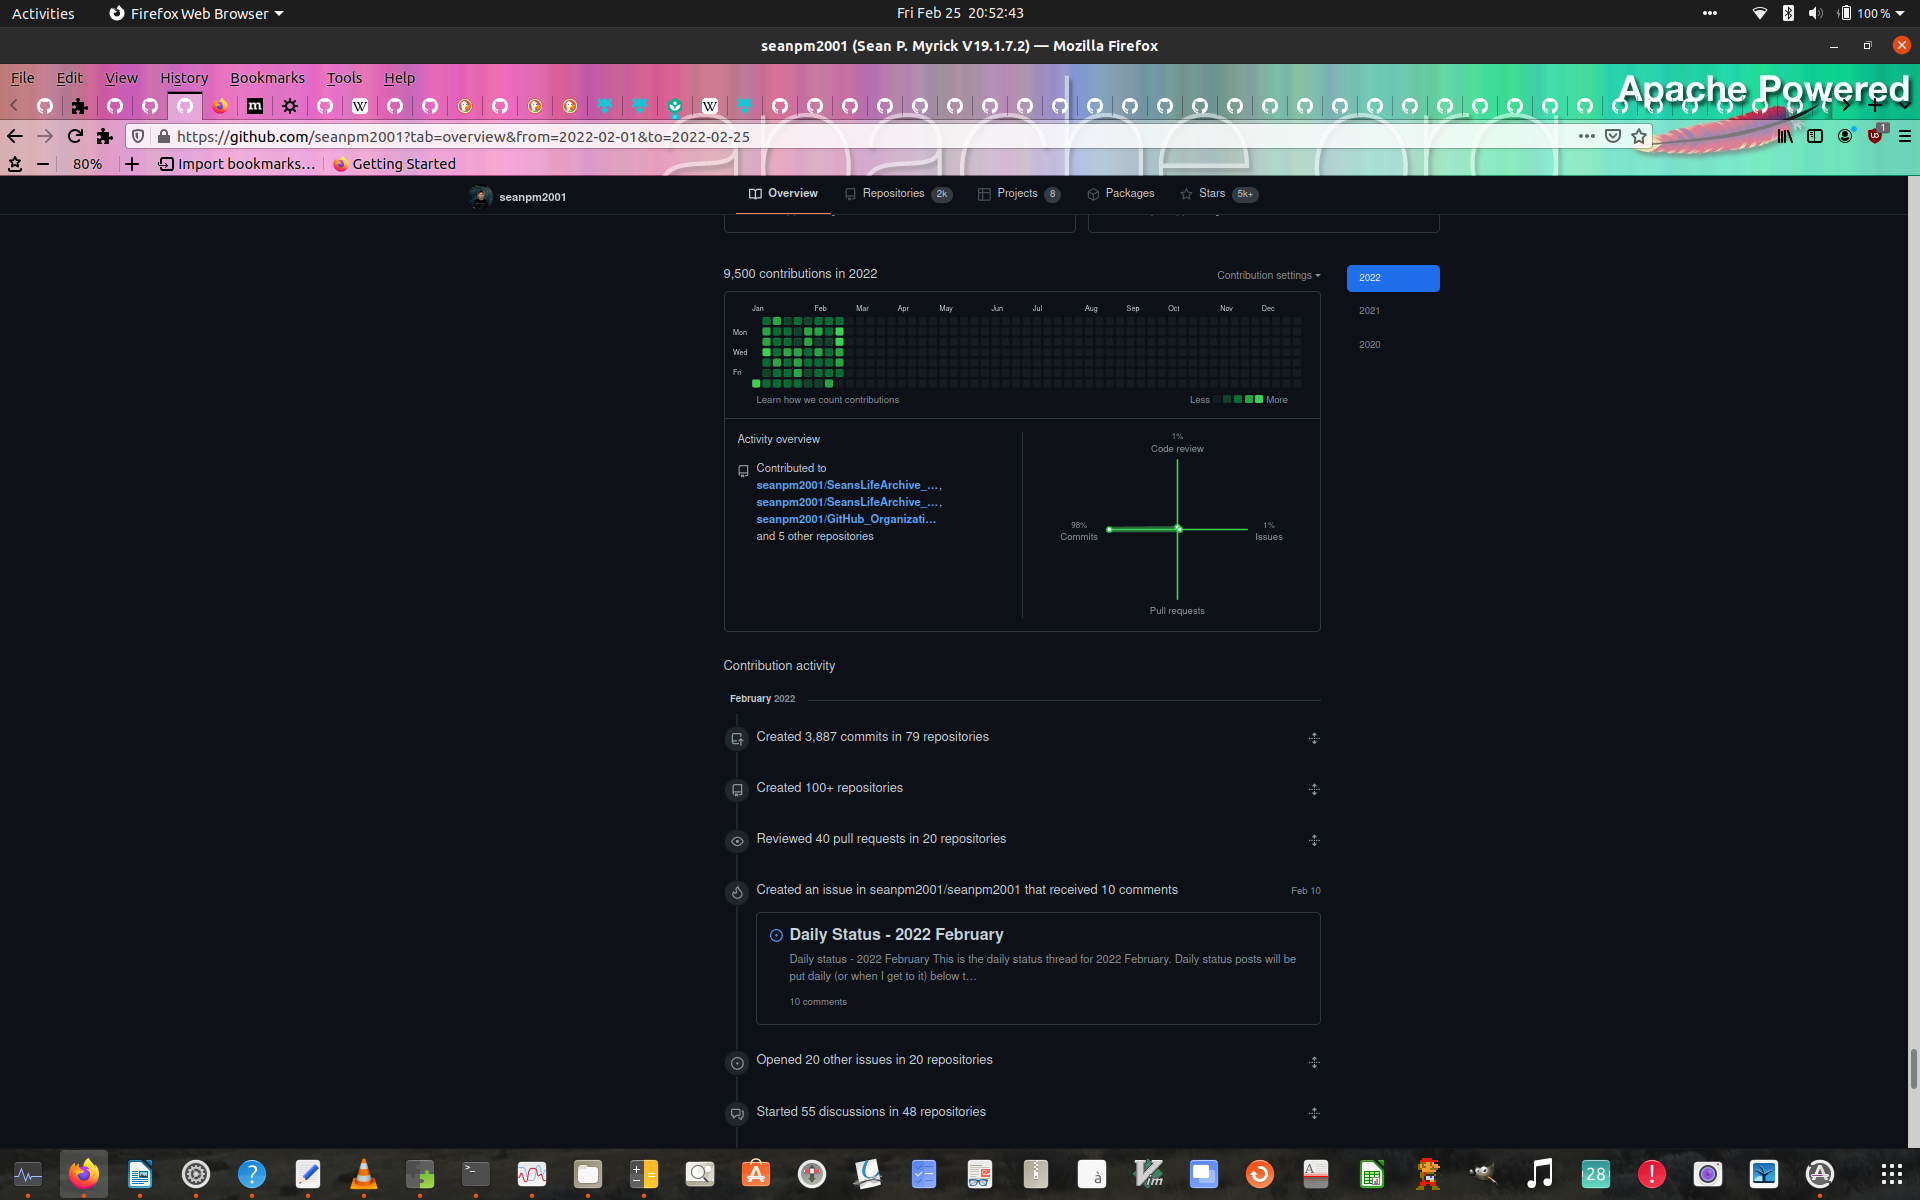 Activities
Firefox Web Browser
Fri Feb 25 20:52:43
100 %
seanpm2001 (Sean P. Myrick V19.1.7.2) — Mozilla Firefox
File Edit View History Bookmarks Tools Help
Apache Powered
https://github.com/seanpm2001?tab=overview&from=2022-02-01&to=2022-02-25
80%
Import bookmarks...
Getting Started
seanpm2001
Overview
Repositories 2k
Projects 8
Packages
Stars 5k+
9,500 contributions in 2022
Contribution settings
2022
2021
2020
Jan Feb Mar Apr May Jun Jul Aug Sep Oct Nov Dec
Mon
Wed
Fri
Learn how we count contributions
Less
More
Activity overview
Contributed to
seanpm2001/SeansLifeArchive_...,
seanpm2001/SeansLifeArchive_...,
seanpm2001/GitHub_Organizati...
and 5 other repositories
1%
Code review
98%
Commits
1%
Issues
Pull requests
Contribution activity
February 2022
Created 3,887 commits in 79 repositories
Created 100+ repositories
Reviewed 40 pull requests in 20 repositories
Created an issue in seanpm2001/seanpm2001 that received 10 comments
Feb 10
Daily Status - 2022 February
Daily status - 2022 February This is the daily status thread for 2022 February. Daily status posts will be
put daily (or when I get to it) below t...
10 comments
Opened 20 other issues in 20 repositories
Started 55 discussions in 48 repositories
28